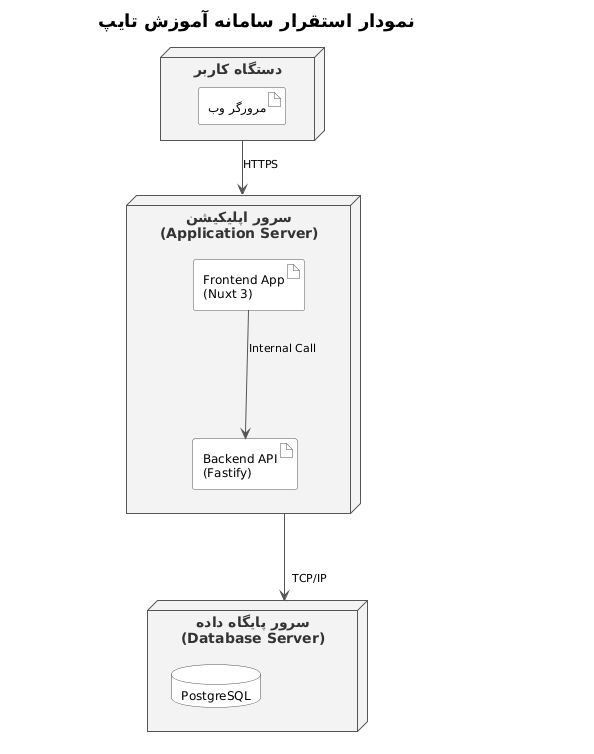 نمودار استقرار سامانه آموزش تایپ
دستگاه کاربر
مرورگر وب
HTTPS
سرور اپلیکیشن
(Application Server)
Frontend App
(Nuxt 3)
Internal Call
Backend API
(Fastify)
TCP/IP
سرور پایگاه داده
(Database Server)
PostgreSQL